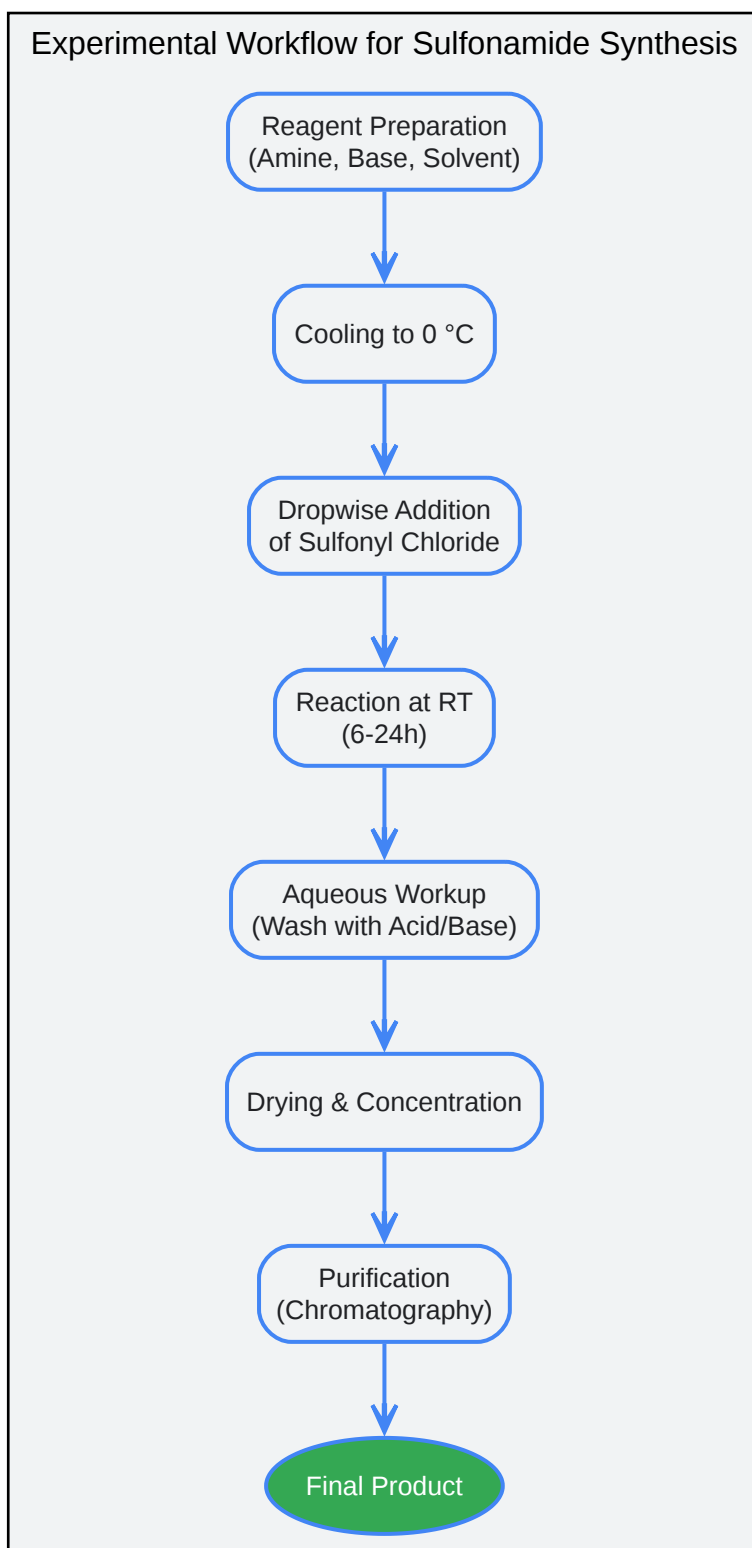 Experimental Workflow for Sulfonamide Synthesis
Reagent Preparation
(Amine, Base, Solvent)
Cooling to 0 °C
Dropwise Addition
of Sulfonyl Chloride
Reaction at RT
(6-24h)
Aqueous Workup
(Wash with Acid/Base)
Drying & Concentration
Purification
(Chromatography)
Final Product